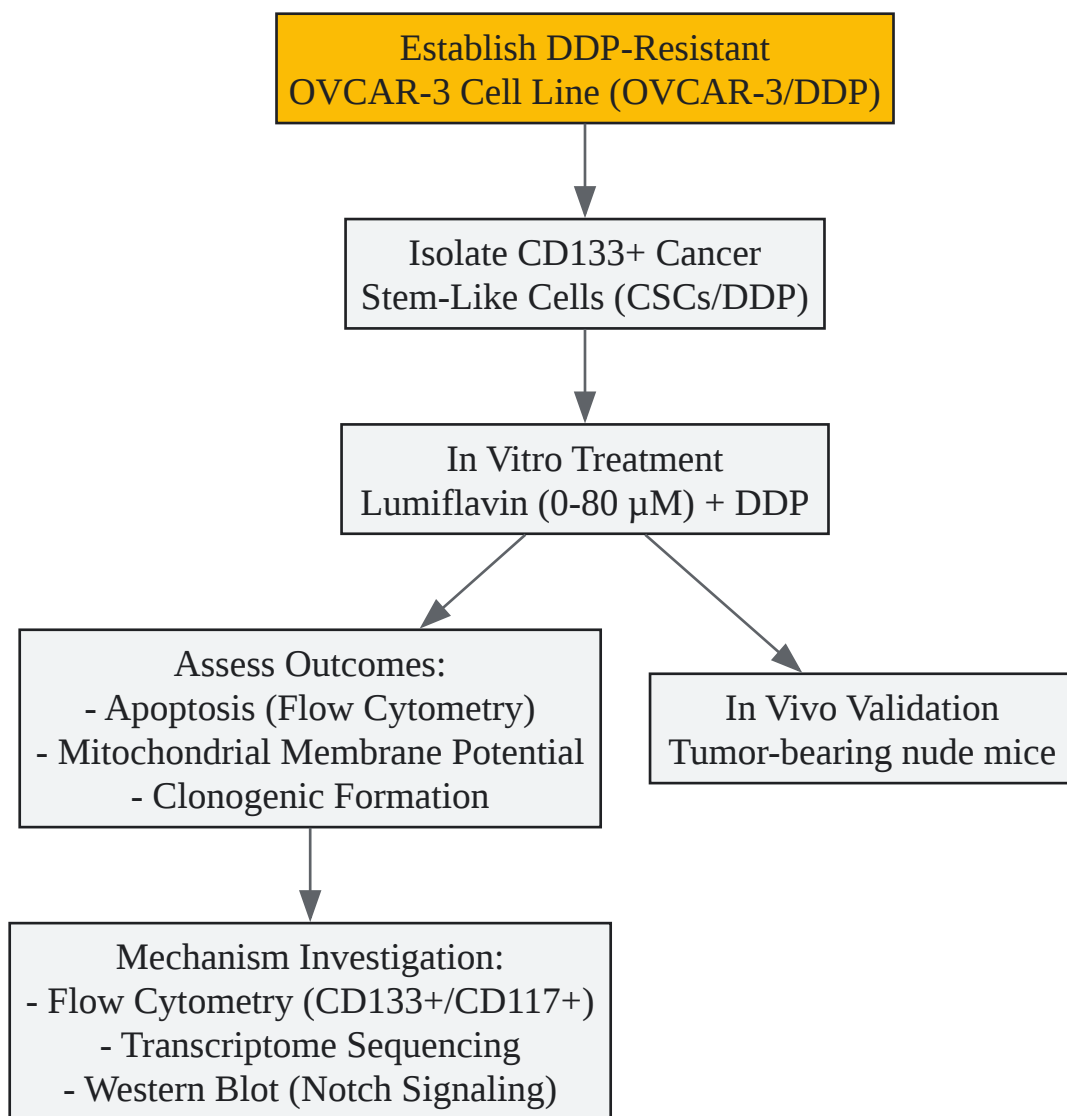 Establish DDP-Resistant
OVCAR-3 Cell Line (OVCAR-3/DDP)
Isolate CD133+ Cancer
Stem-Like Cells (CSCs/DDP)
In Vitro Treatment
Lumiflavin (0-80 µM) + DDP
Assess Outcomes:
- Apoptosis (Flow Cytometry)
- Mitochondrial Membrane Potential
- Clonogenic Formation
In Vivo Validation
Tumor-bearing nude mice
Mechanism Investigation:
- Flow Cytometry (CD133+/CD117+)
- Transcriptome Sequencing
- Western Blot (Notch Signaling)